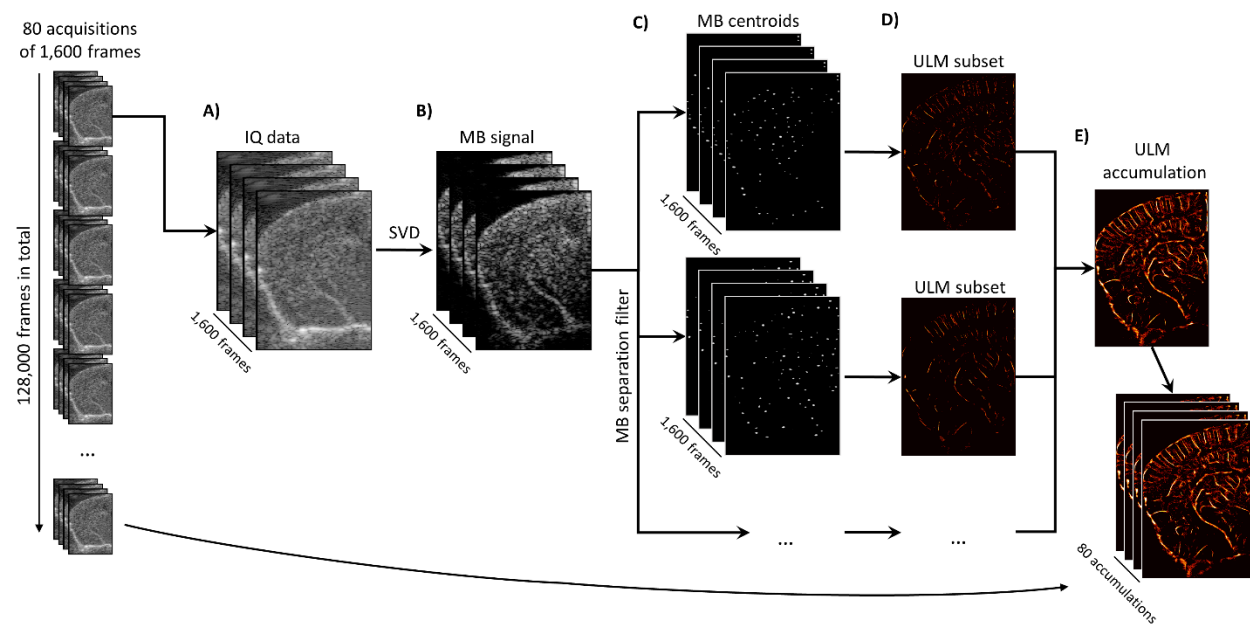 80 acquisitions
of 1,600 frames
128,000 frames in total
...
A)
IQ data
1,600 frames
SVD
B)
MB signal
1,600 frames
MB separation filter
C)
MB centroids
1,600 frames
1,600 frames
...
D)
ULM subset
ULM subset
...
E)
ULM
accumulation
80 accumulations